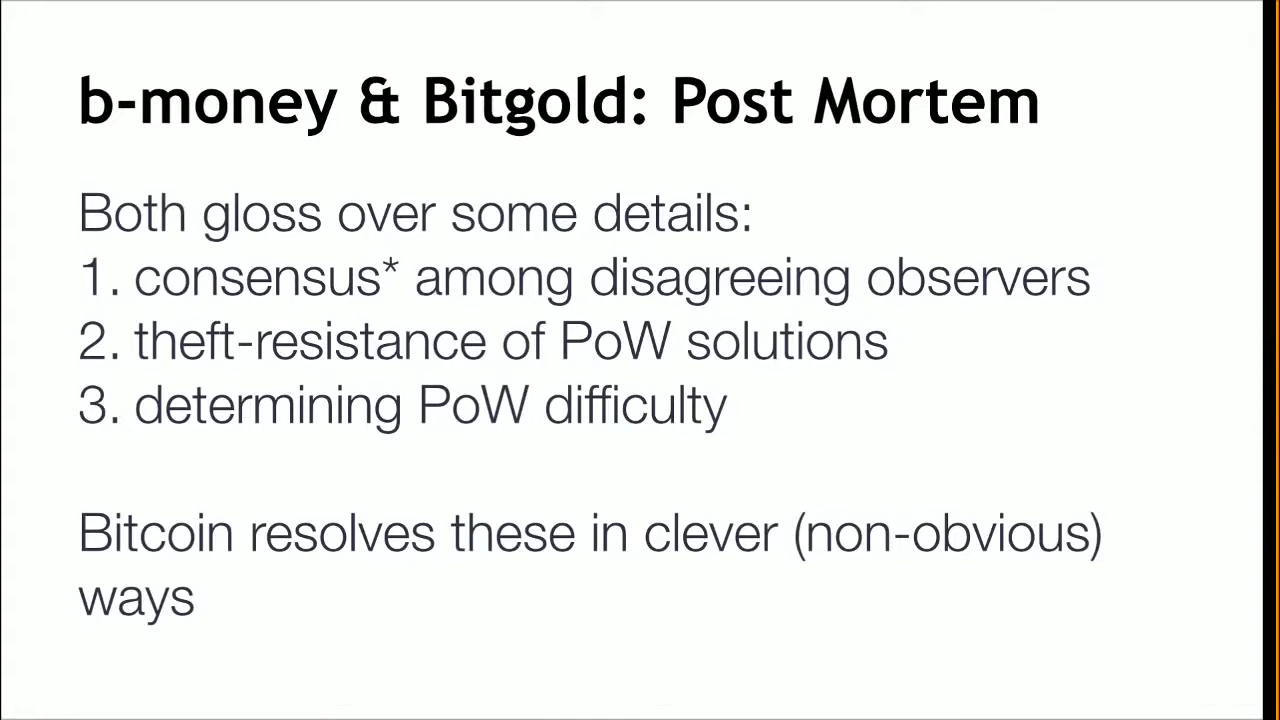 b-money & Bitgold: Post Mortem
Both gloss over some details:
1. consensus* among disagreeing observers
2. theft-resistance of PoW solutions
3. determining PoW difficulty
Bitcoin resolves these in clever (non-obvious)
ways